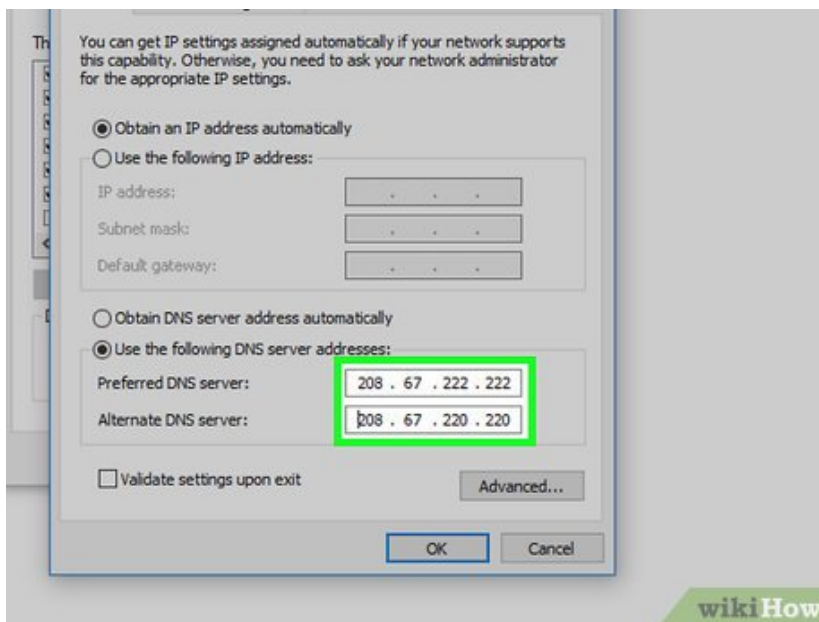 Th
You can get IP settings assigned automatically if your network supports
this capability. Otherwise, you need to ask your network administrator
for the appropriate IP settings.
Obtain an IP address automatically
Use the following IP address:
IP address:
Subnet mask:
Default gateway:
Obtain DNS server address automatically
Use the following DNS server addresses:
Preferred DNS server: 208 . 67 . 222 . 222
Alternate DNS server: 208 . 67 . 220 . 220
Validate settings upon exit
Advanced...
OK Cancel
wikiHow